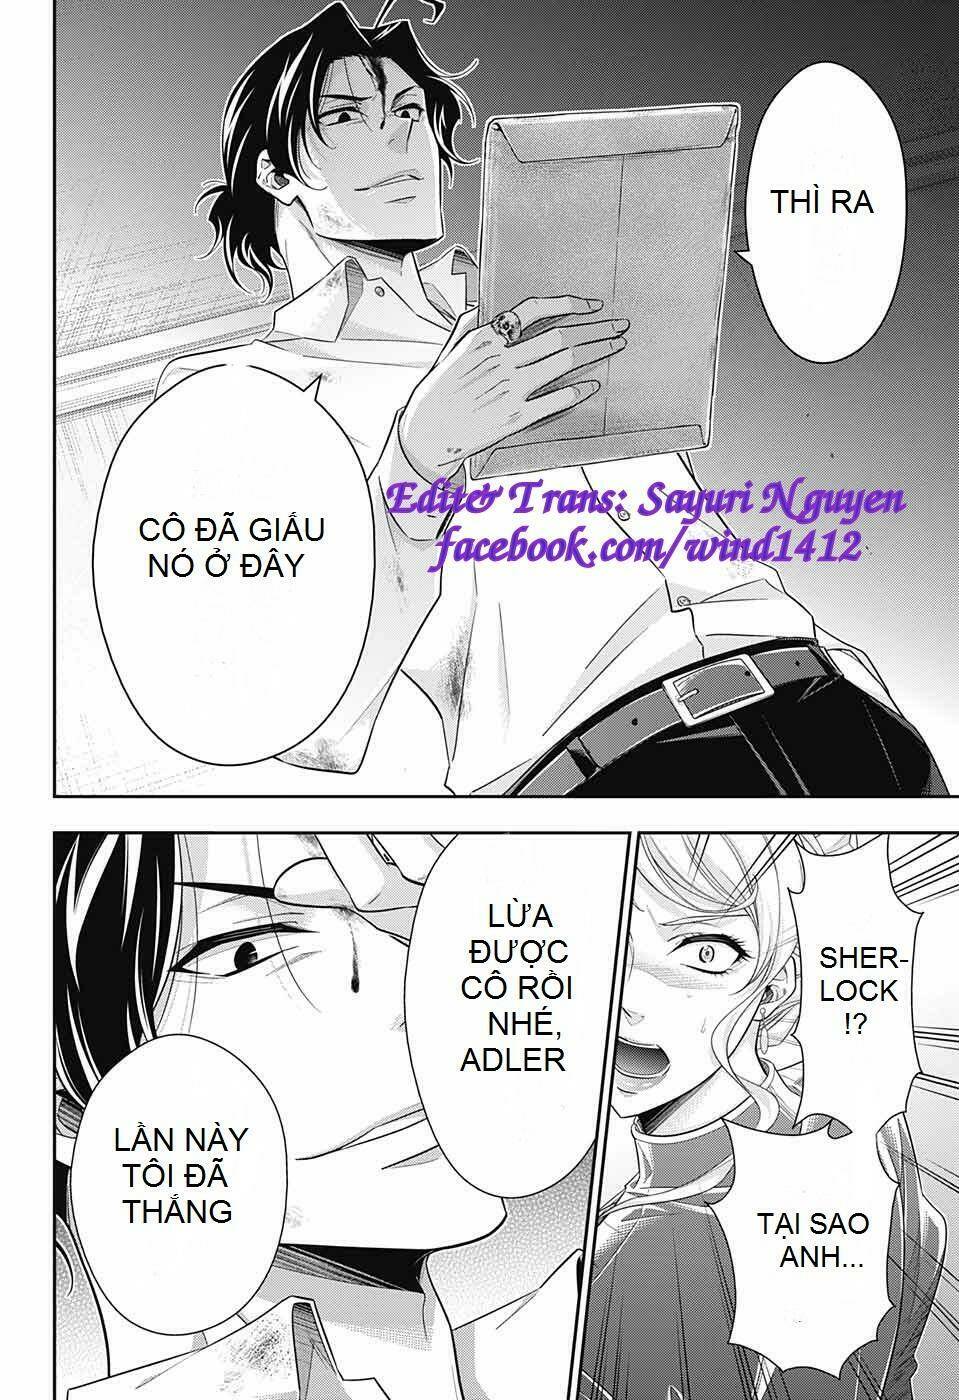 THÌ RA
CÔ ĐÃ GIẤU
NÓ Ở ĐÂY
Edit& Trans: Sayuri Nguyen
facebook.com/wind1412
SHER-
LOCK
!?
TẠI SAO
ANH...
LỪA
ĐƯỢC
CÔ RỒI
NHÉ,
ADLER
LẦN NÀY
TÔI ĐÃ
THẮNG